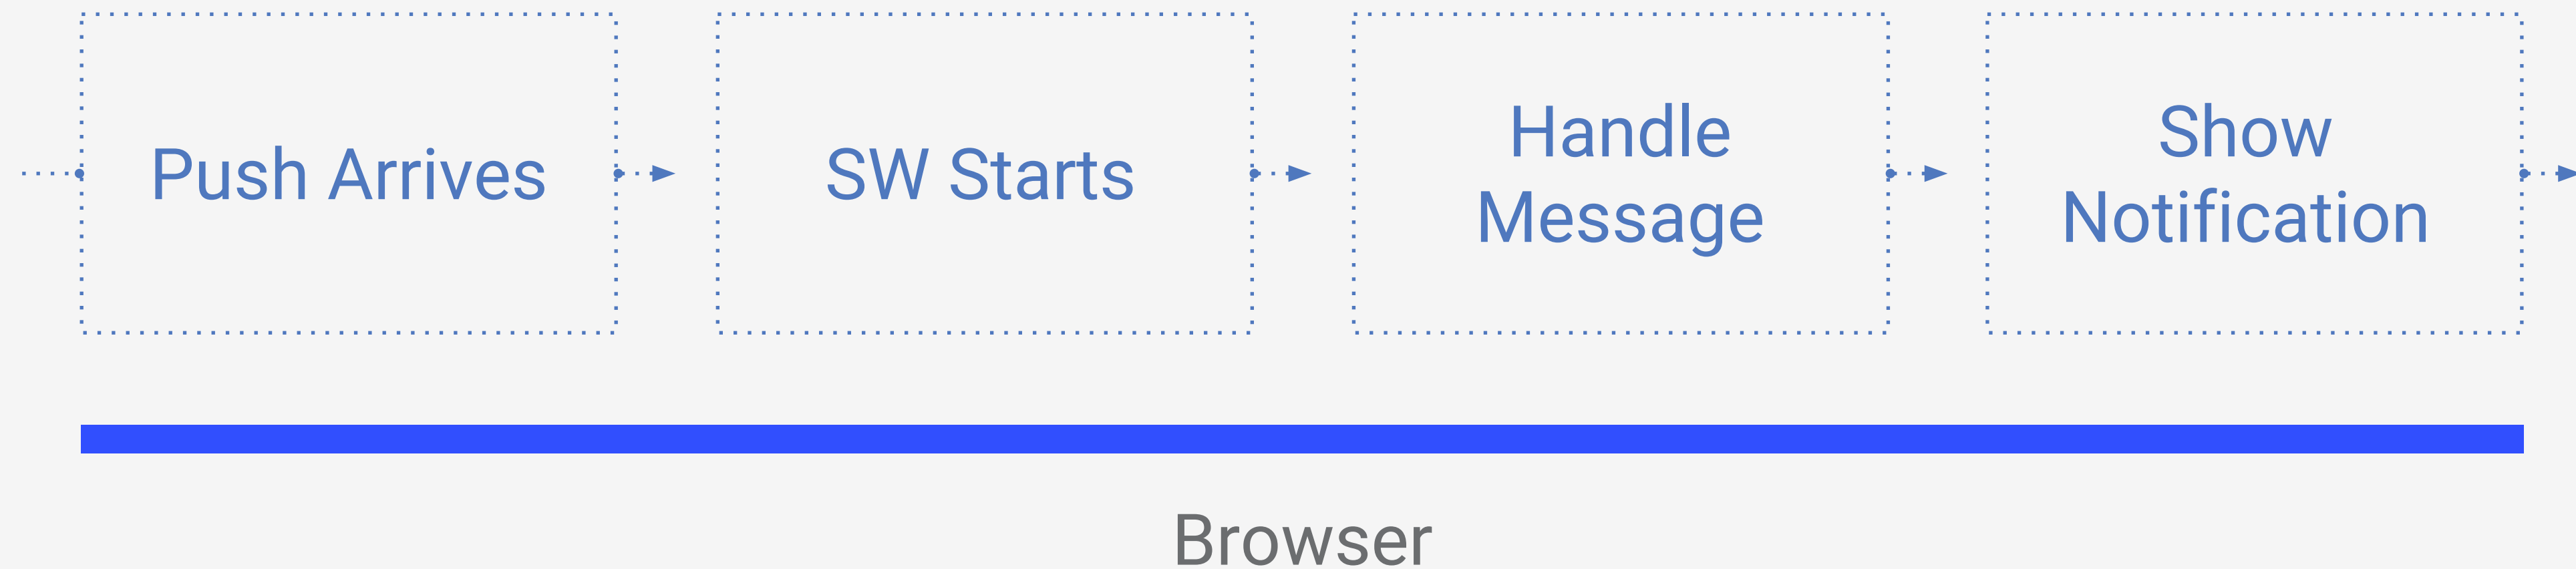 Push Arrives
SW Starts
Handle
Message
Show
Notification
Browser